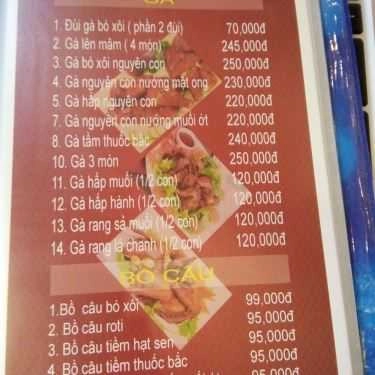 GÀ
1. Đùi gà bó xôi ( phần 2 đùi) 70,000đ
2. Gà lên mâm ( 4 món) 245,000đ
3. Gà bó xôi nguyên con 250,000đ
4. Gà nguyên con nướng mật ong 230,000đ
5. Gà hấp nguyên con 220,000đ
7. Gà nguyên con nướng muối ớt 220,000đ
8. Gà tầm thuốc bắc 240,000đ
10. Gà 3 món 250,000đ
11. Gà hấp muối (1/2 con) 120,000đ
12. Gà hấp hành (1/2 con) 120,000đ
13. Gà rang sả muối (1/2 con) 120,000đ
14. Gà rang lá chanh (1/2 con) 120,000đ
BỒ CÂU
1.Bồ câu bó xôi 99,000đ
2. Bồ câu roti 95,000đ
3. Bồ câu tiềm hạt sen 95,000đ
4. Bồ câu tiềm thuốc bắc 95,000đ
95,000đ